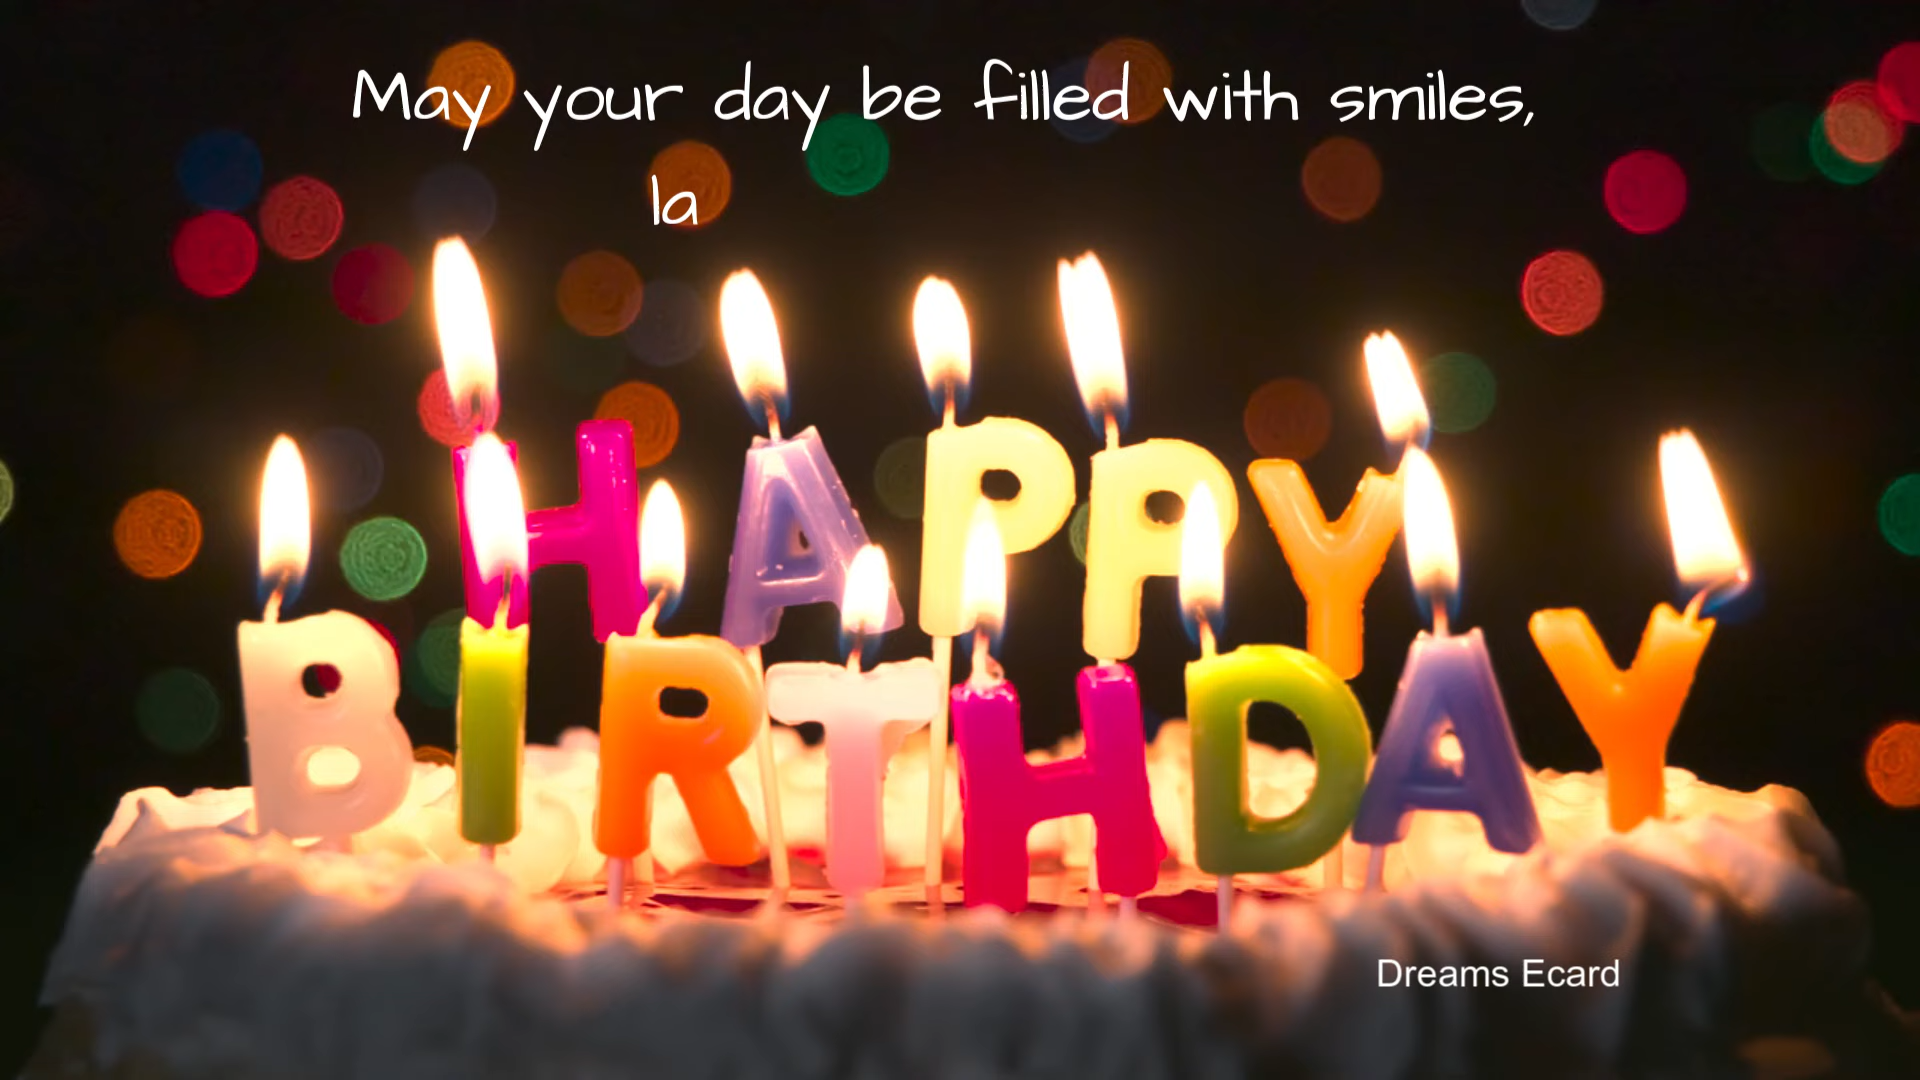 May your day be filled with smiles,
la
HAPPY
BIRTHDAY
Dreams Ecard